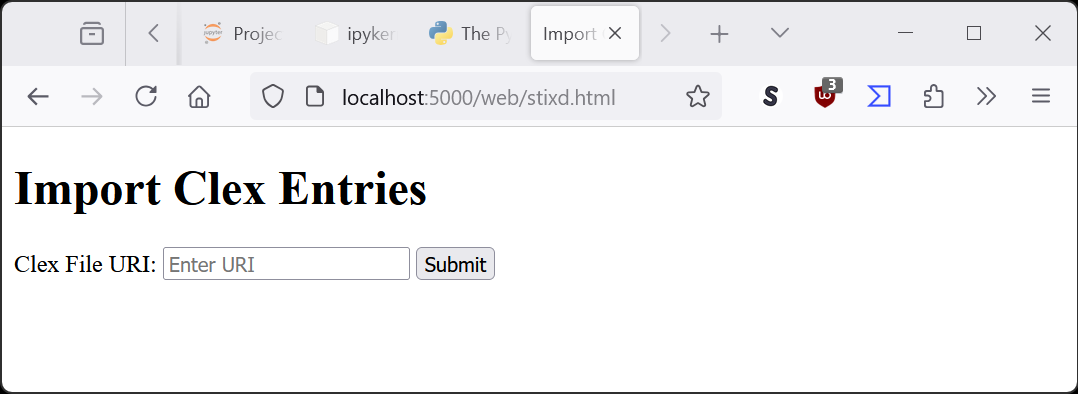 Projec ipyker The Py Import
localhost:5000/web/stixd.html 3
Import Clex Entries
Clex File URI: Enter URI Submit